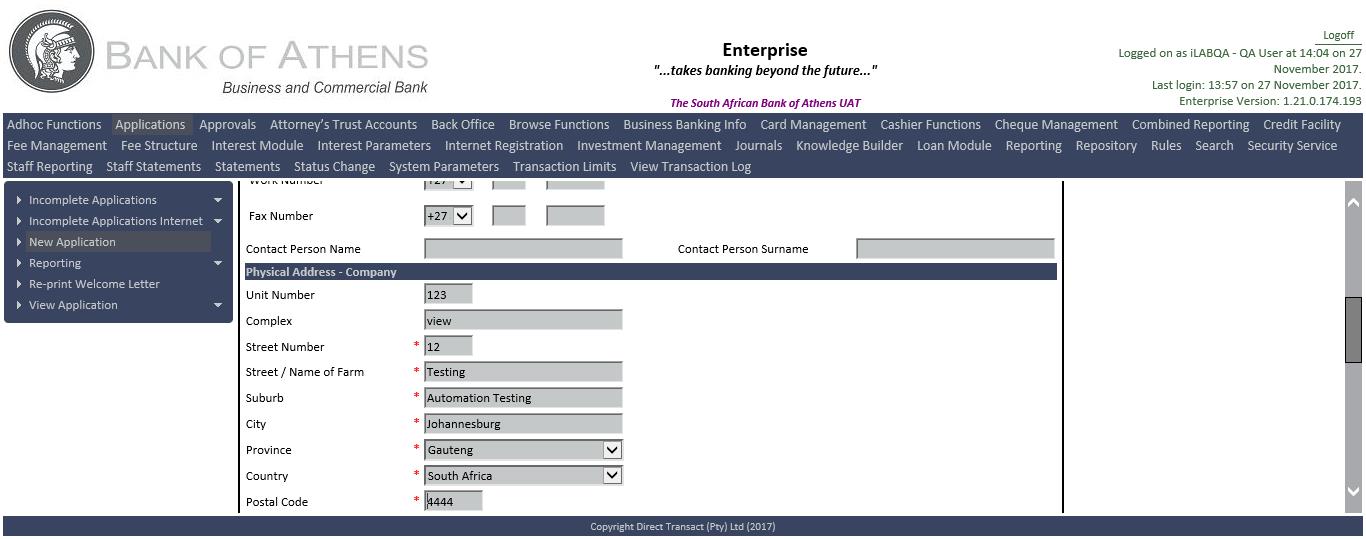 BANK OF ATHENS
Business and Commercial Bank
Enterprise
"...takes banking beyond the future..."
The South African Bank of Athens UAT
Logoff
Logged on as iLABQA - QA User at 14:04 on 27
November 2017.
Last login: 13:57 on 27 November 2017.
Enterprise Version: 1.21.0.174.193
Adhoc Functions Applications Approvals Attorney's Trust Accounts Back Office Browse Functions Business Banking Info Card Management Cashier Functions Cheque Management Combined Reporting Credit Facility
Fee Management Fee Structure Interest Module Interest Parameters Internet Registration Investment Management Journals Knowledge Builder Loan Module Reporting Repository Rules Search Security Service
Staff Reporting Staff Statements Statements Status Change System Parameters Transaction Limits View Transaction Log
Incomplete Applications
Incomplete Applications Internet
New Application
Reporting
Re-print Welcome Letter
View Application
Work Number +27
Fax Number +27
Contact Person Name Contact Person Surname
Physical Address - Company
Unit Number 123
Complex view
Street Number * 12
Street / Name of Farm * Testing
Suburb * Automation Testing
City * Johannesburg
Province * Gauteng
Country * South Africa
Postal Code * 4444
Copyright Direct Transact (Pty) Ltd (2017)